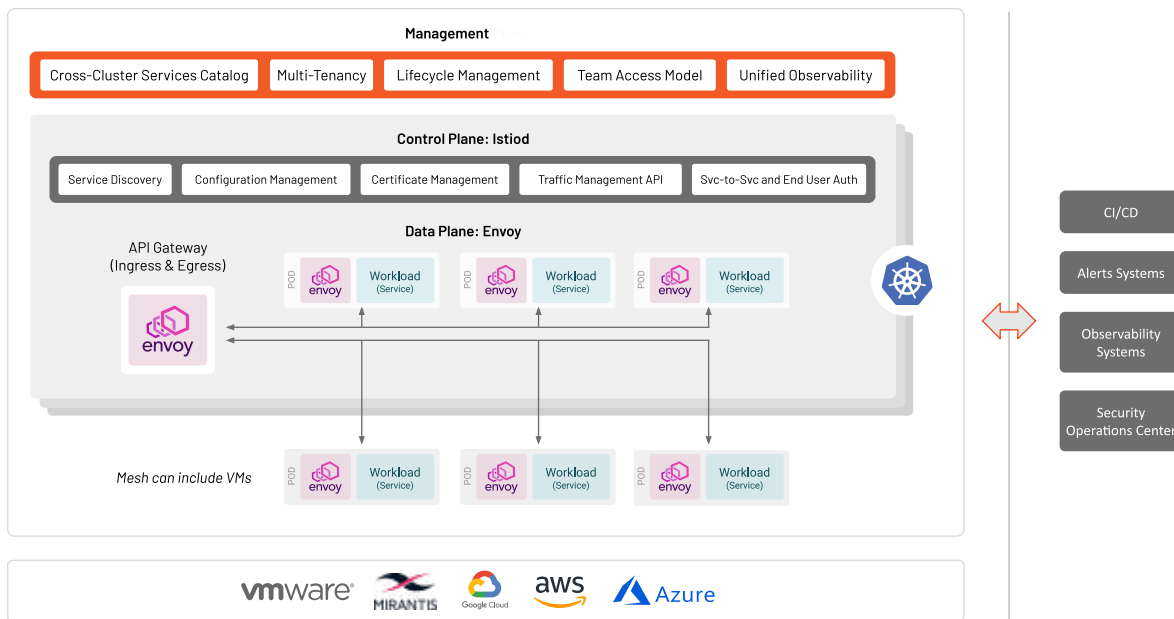 Management
Cross-Cluster Services Catalog
Multi-Tenancy
Lifecycle Management
Team Access Model
Unified Observability
Control Plane: Istiod
Service Discovery
Configuration Management
Certificate Management
Traffic Management API
Svc-to-Svc and End User Auth
Data Plane: Envoy
API Gateway
(Ingress & Egress)
envoy
POD
envoy
Workload
(Service)
POD
envoy
Workload
(Service)
POD
envoy
Workload
(Service)
Mesh can include VMs
POD
envoy
Workload
(Service)
POD
envoy
Workload
(Service)
POD
envoy
Workload
(Service)
vmware®
MIRANTIS
Google Cloud
aws
Azure
CI/CD
Alerts Systems
Observability
Systems
Security
Operations Center